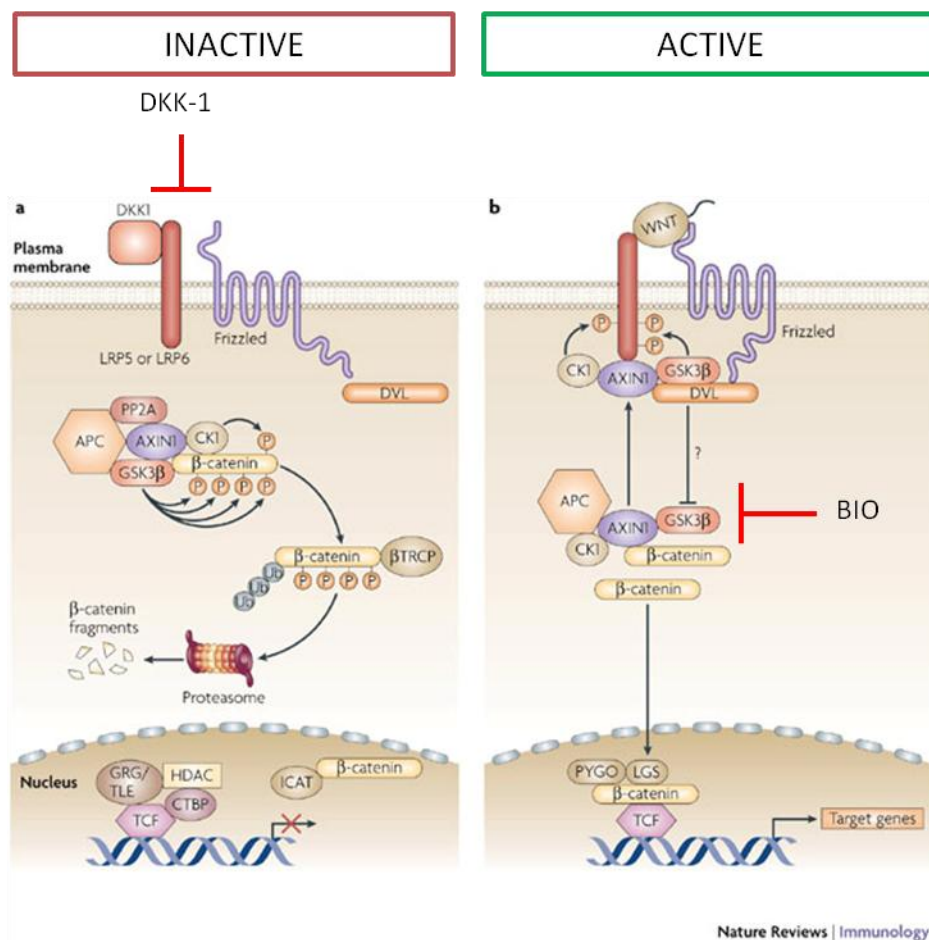 INACTIVE
ACTIVE
DKK-1
a
DKK1
Plasma
membrane
Frizzled
LRP5 or LRP6
DVL
PP2A
APC
AXIN1
CK1
P
GSK3β
β-catenin
P P P P
β-catenin
βTRCP
Ub Ub Ub
P P P P
β-catenin
fragments
Proteasome
Nucleus
GRG/
TLE
HDAC
CTBP
TCF
ICAT
β-catenin
b
WNT
P
P
P
Frizzled
CK1
AXIN1
GSK3β
DVL
?
APC
AXIN1
GSK3β
CK1
β-catenin
BIO
β-catenin
PYGO
LGS
β-catenin
TCF
Target genes
Nature Reviews | Immunology